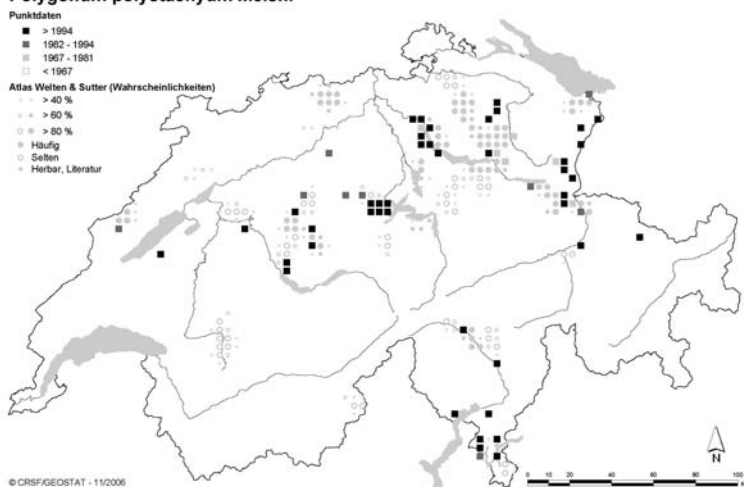 Polygonum polystachyum Meisn.
Punktdaten
> 1994
1982 - 1994
1967 - 1981
< 1967
Atlas Welten & Sutter (Wahrscheinlichkeiten)
> 40 %
> 60 %
> 80 %
Häufig
Selten
Herbar, Literatur
N
0 10 20 40 60 80 100
© CRSF/GEOSTAT - 11/2006